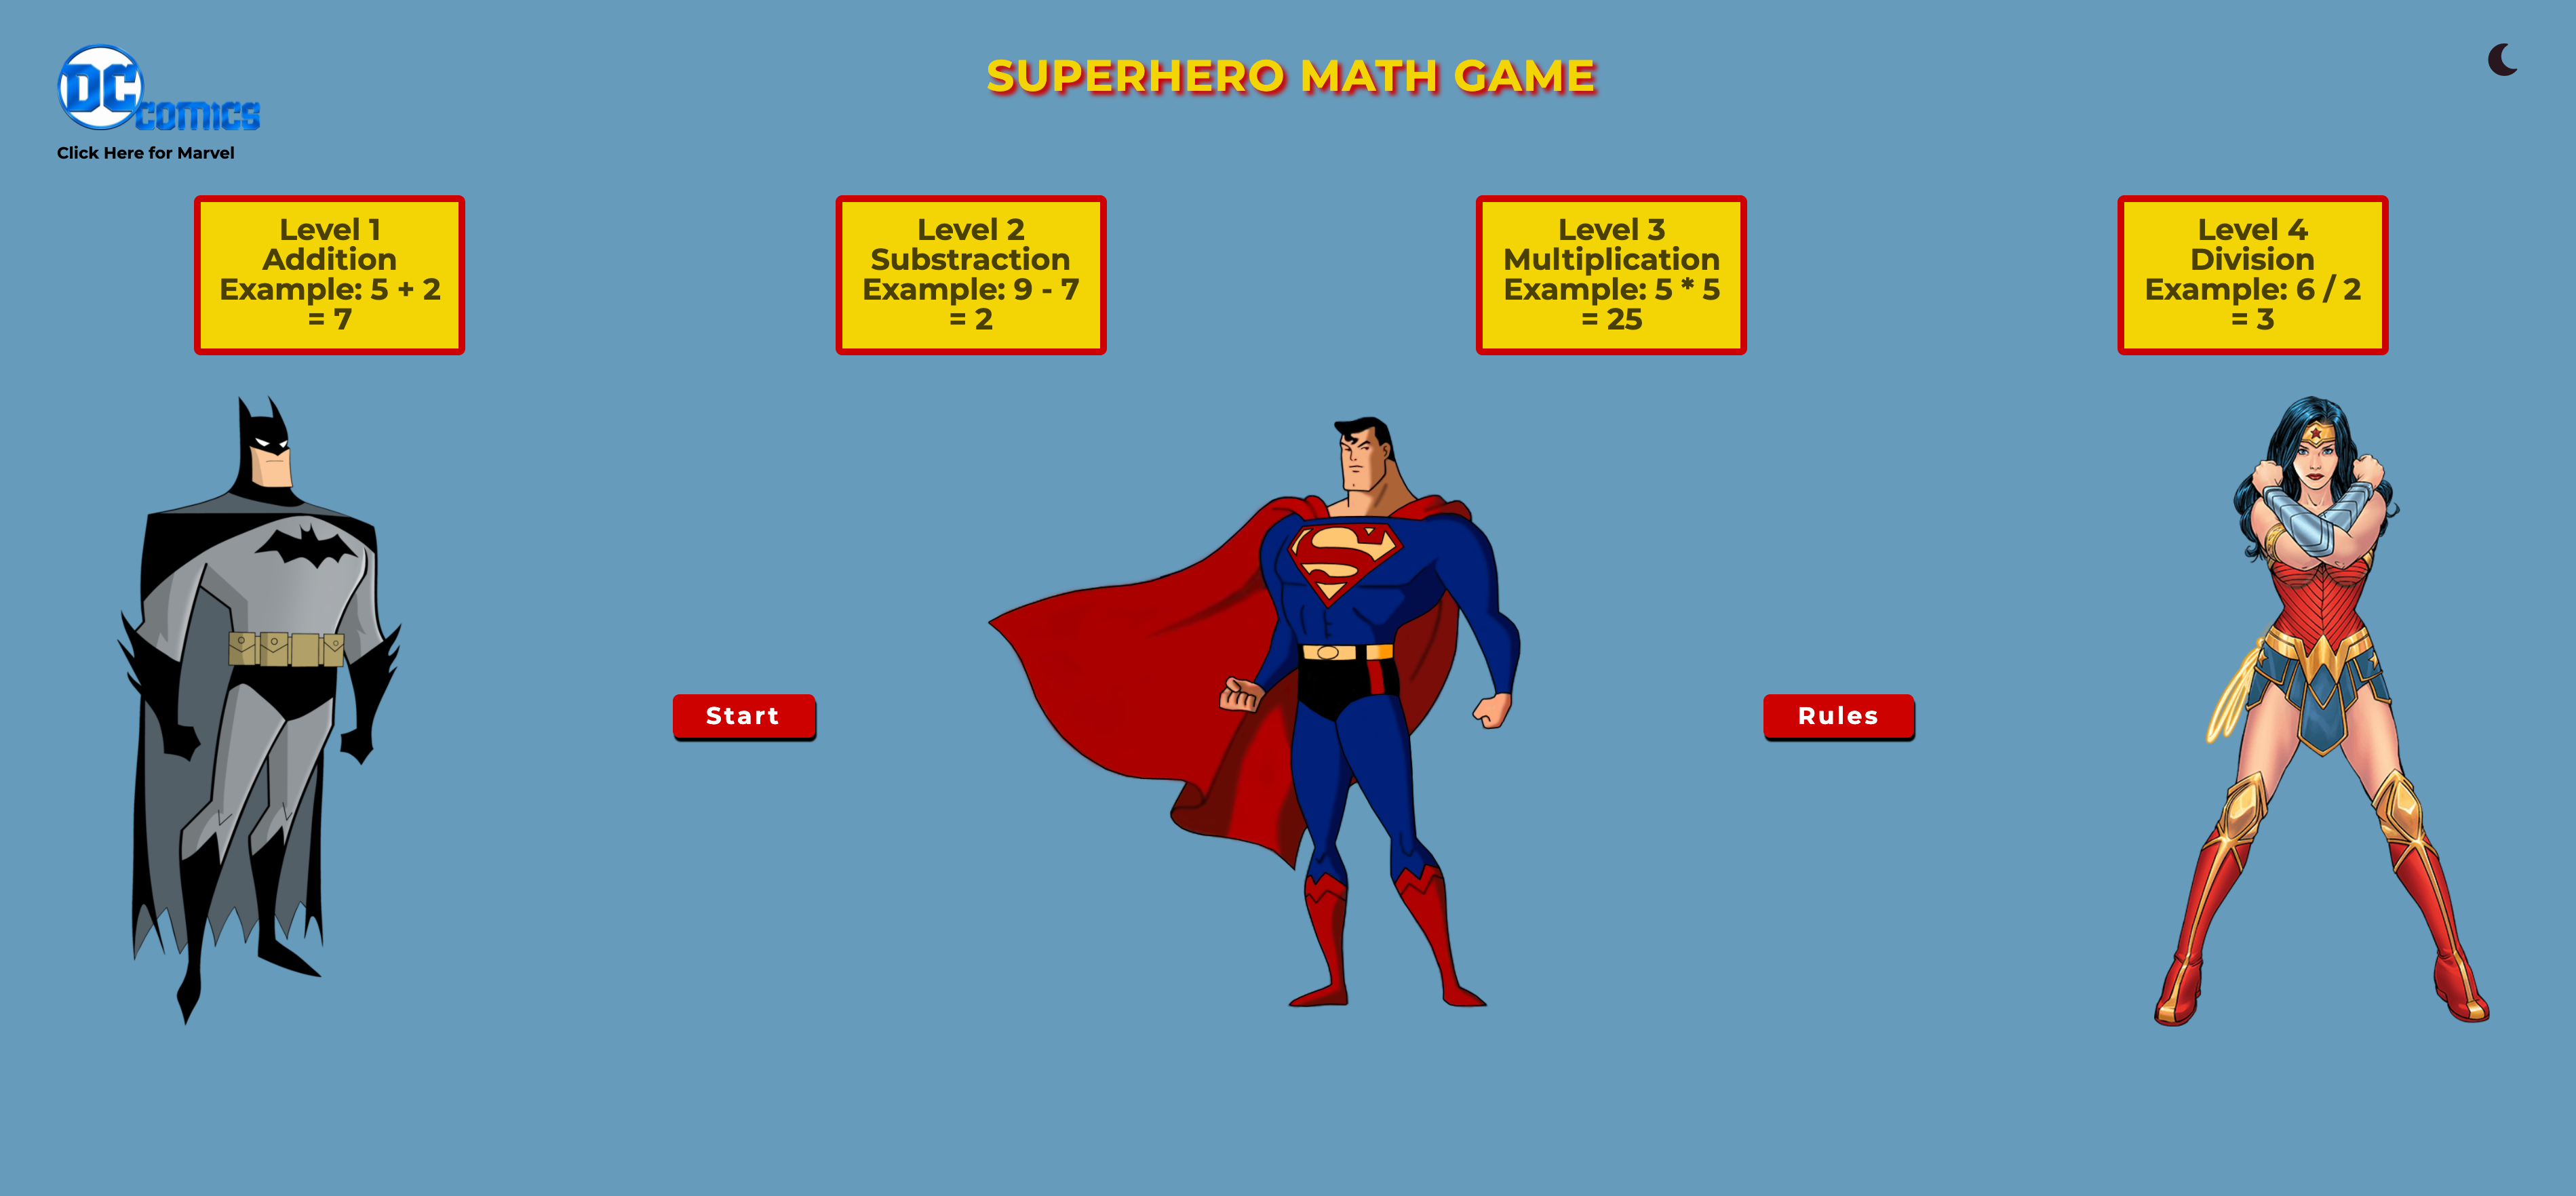 DC
COMICS
SUPERHERO MATH GAME
Click Here for Marvel
Level 1
Addition
Example: 5 + 2
= 7
Level 2
Substraction
Example: 9 - 7
= 2
Level 3
Multiplication
Example: 5 * 5
= 25
Level 4
Division
Example: 6 / 2
= 3
S
Start
Rules